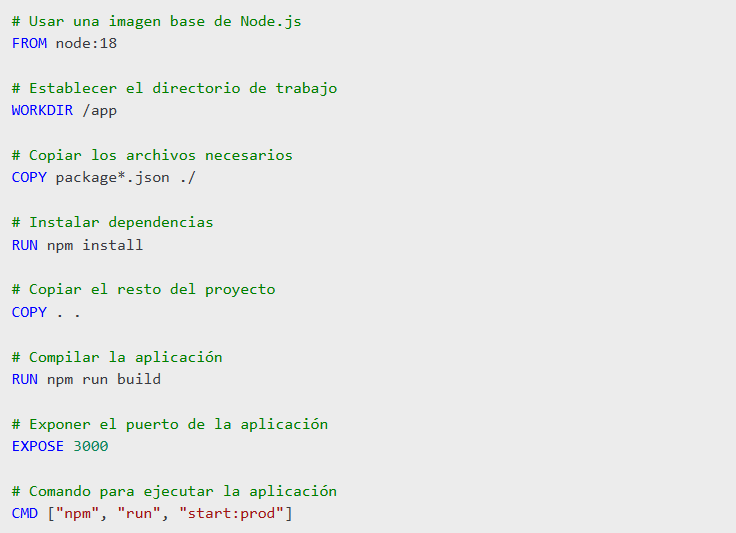 # Usar una imagen base de Node.js
FROM node:18
# Establecer el directorio de trabajo
WORKDIR /app
# Copiar los archivos necesarios
COPY package*.json ./
# Instalar dependencias
RUN npm install
# Copiar el resto del proyecto
COPY . .
# Compilar la aplicación
RUN npm run build
# Exponer el puerto de la aplicación
EXPOSE 3000
# Comando para ejecutar la aplicación
CMD ["npm", "run", "start:prod"]